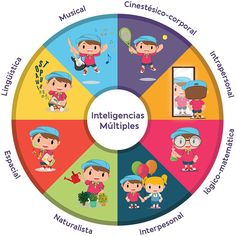 Musical
Cinestésico-corporal
Intrapersonal
lógico-matemática
Interpesonal
Naturalista
Espacial
Lingüística
Inteligencias
Múltiples